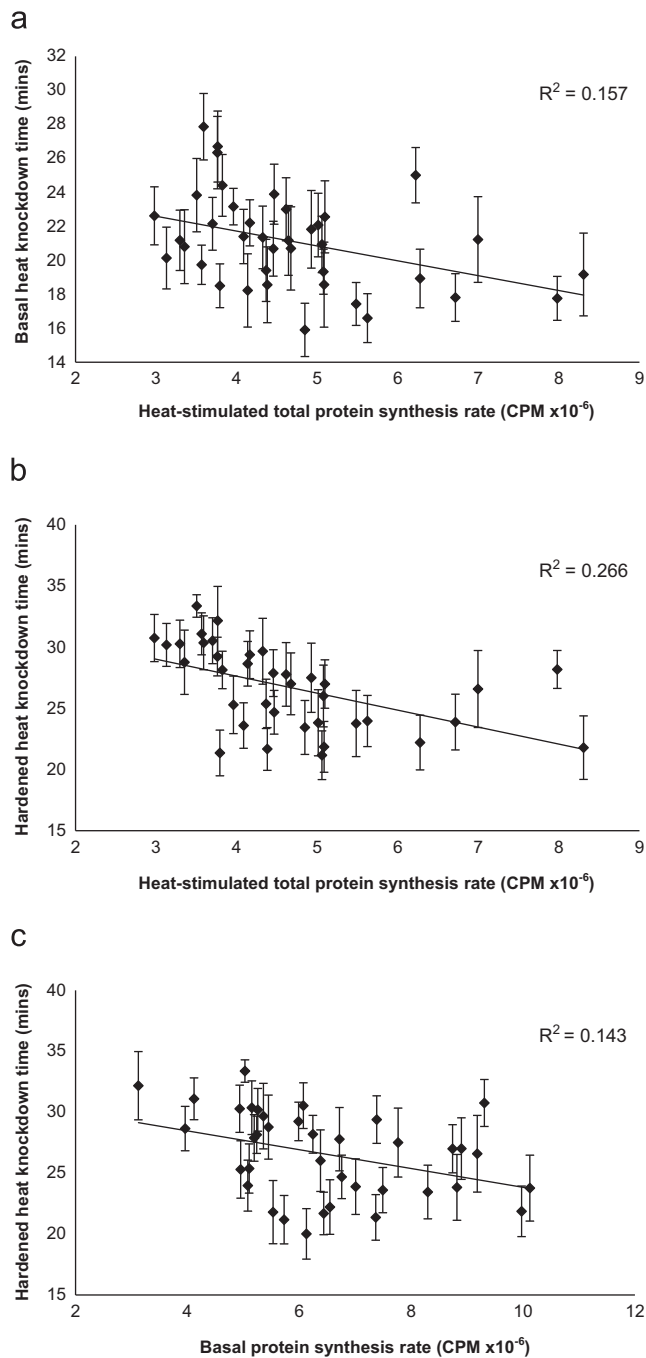 a
32
30
28
26
24
22
20
18
16
14
Basal heat knockdown time (mins)
R² = 0.157
2 3 4 5 6 7 8 9
Heat-stimulated total protein synthesis rate (CPM x10⁻⁶)
b
40
35
30
25
20
15
Hardened heat knockdown time (mins)
R² = 0.266
2 3 4 5 6 7 8 9
Heat-stimulated total protein synthesis rate (CPM x10⁻⁶)
c
40
35
30
25
20
15
Hardened heat knockdown time (mins)
R² = 0.143
2 4 6 8 10 12
Basal protein synthesis rate (CPM x10⁻⁶)